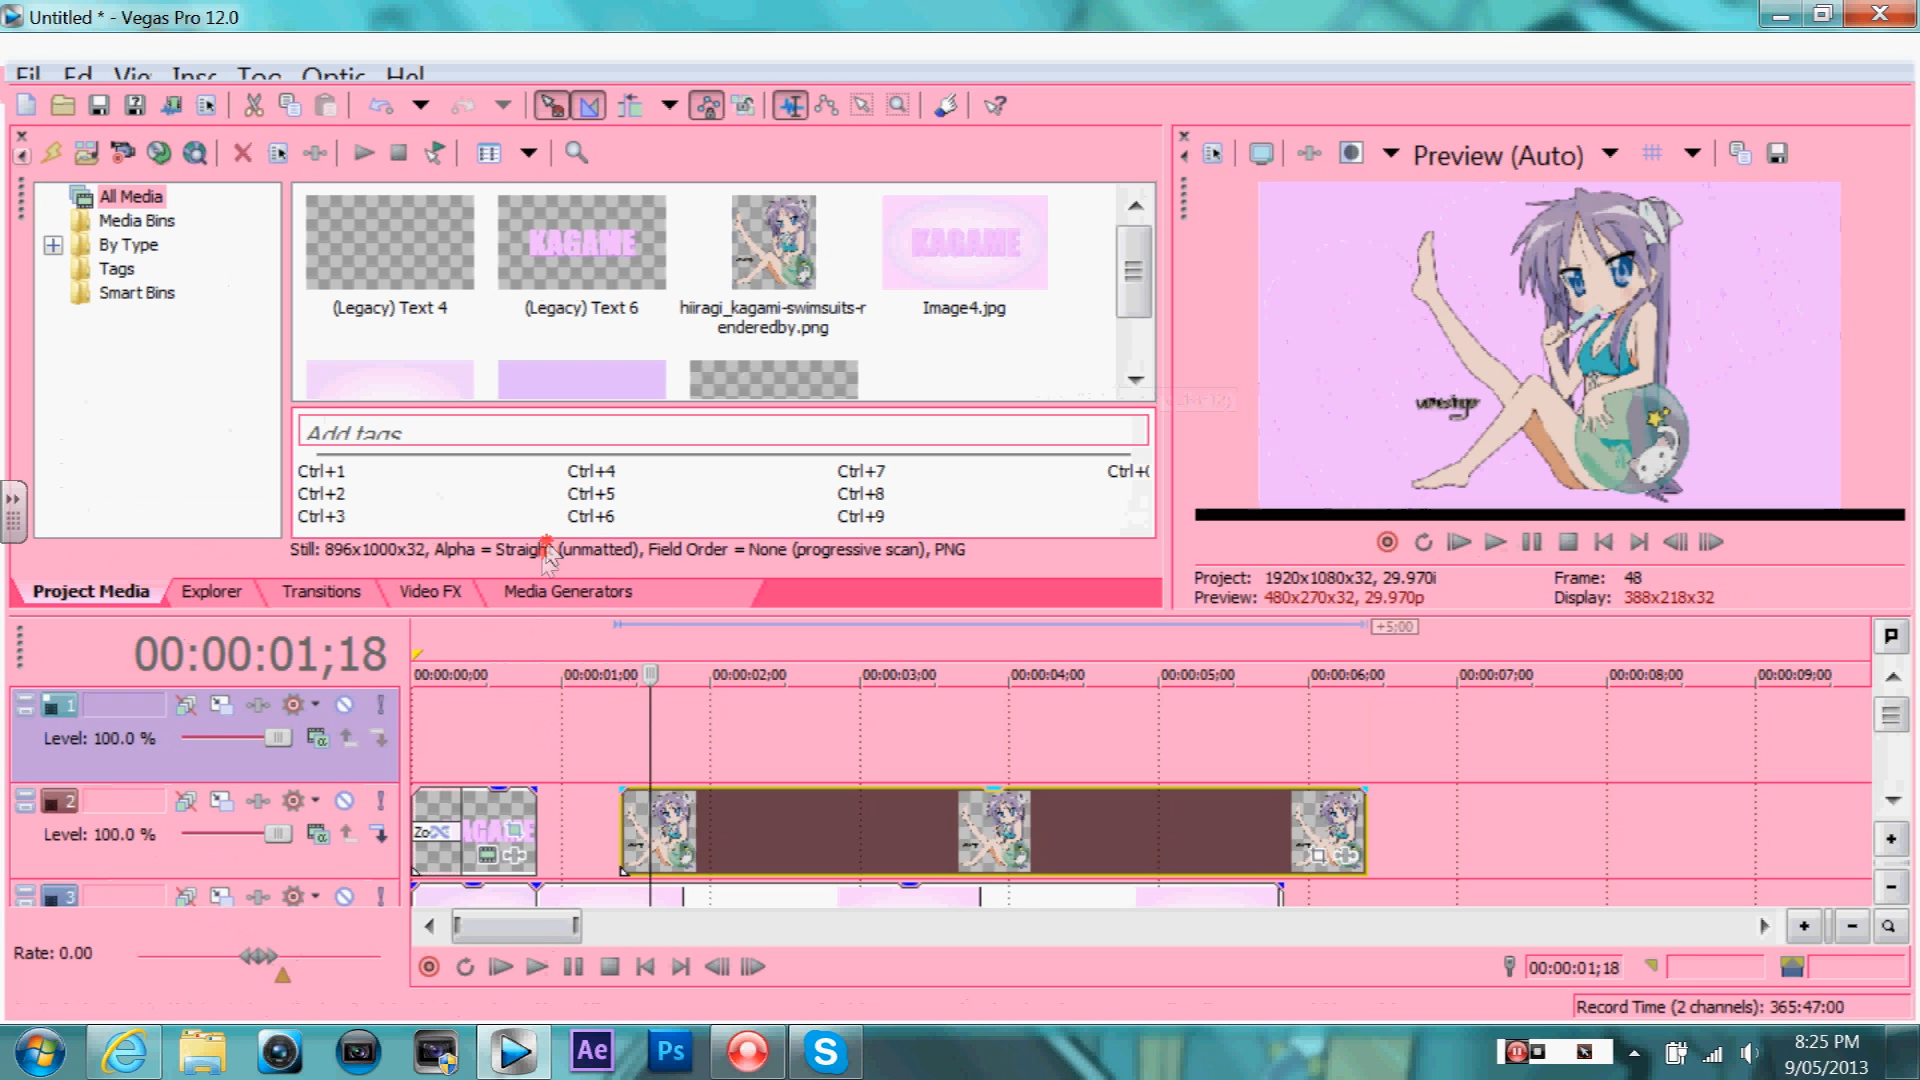 Untitled * - Vegas Pro 12.0
Preview (Auto)
All Media
Media Bins
By Type
Tags
Smart Bins
KAGAME
KAGAME
(Legacy) Text 4
(Legacy) Text 6
hiiragi_kagami-swimsuits-r
enderedby.png
Image4.jpg
Add tags
Ctrl+1
Ctrl+4
Ctrl+7
Ctrl+2
Ctrl+5
Ctrl+8
Ctrl+3
Ctrl+6
Ctrl+9
Still: 896x1000x32, Alpha = Straight (unmatted), Field Order = None (progressive scan), PNG
Project Media
Explorer
Transitions
Video FX
Media Generators
Project: 1920x1080x32, 29.970i
Frame: 48
Preview: 480x270x32, 29.970p
Display: 388x218x32
00:00:01;18
+5;00
00:00:00;00
00:00:01;00
00:00:02;00
00:00:03;00
00:00:04;00
00:00:05;00
00:00:06;00
00:00:07;00
00:00:08;00
00:00:09;00
1
Level: 100.0 %
2
Level: 100.0 %
3
Rate: 0.00
00:00:01;18
Record Time (2 channels): 365:47:00
Ae
Ps
8:25 PM
9/05/2013